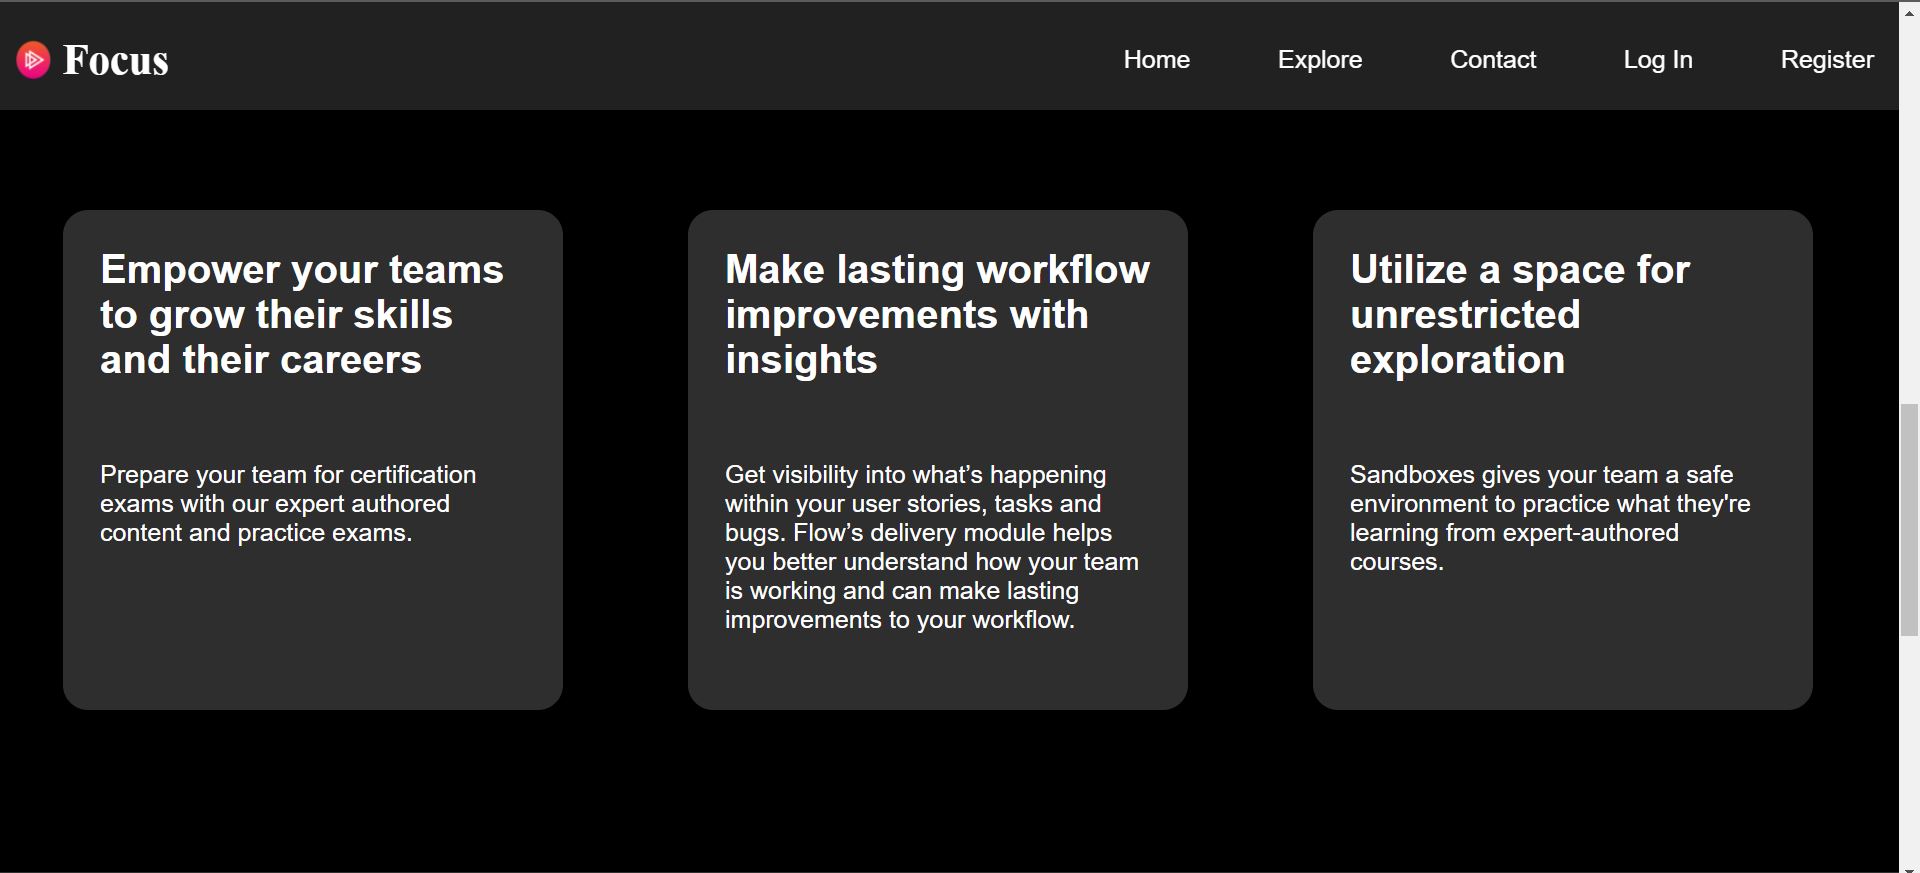 Focus
Home Explore Contact Log In Register
Empower your teams
to grow their skills
and their careers
Prepare your team for certification
exams with our expert authored
content and practice exams.
Make lasting workflow
improvements with
insights
Get visibility into what’s happening
within your user stories, tasks and
bugs. Flow’s delivery module helps
you better understand how your team
is working and can make lasting
improvements to your workflow.
Utilize a space for
unrestricted
exploration
Sandboxes gives your team a safe
environment to practice what they're
learning from expert-authored
courses.